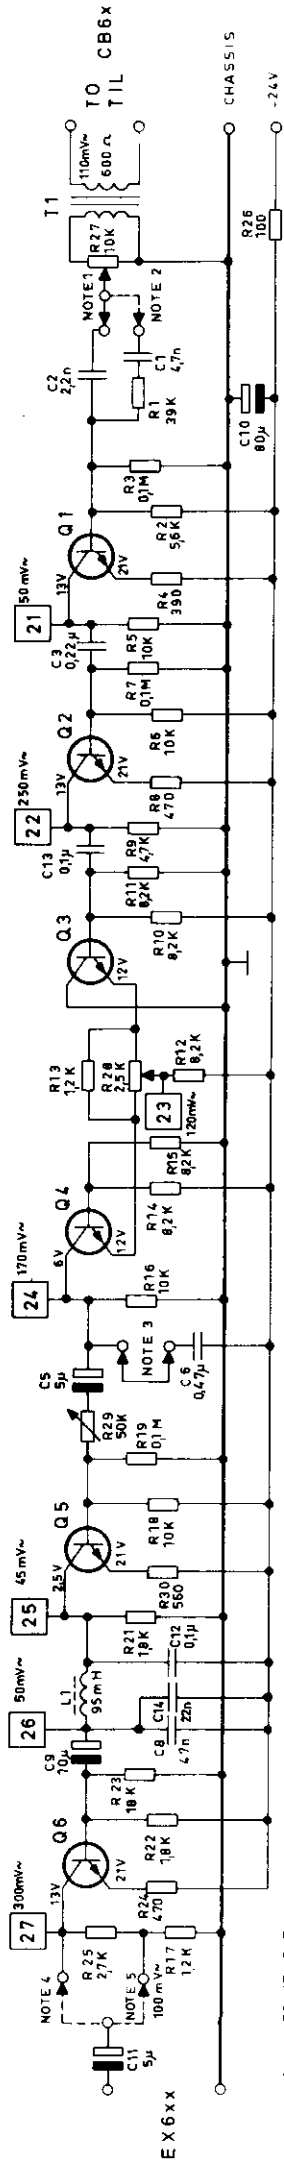 EX6xx
C11
5µ
NOTE 4
NOTE 5
100 mV~
300mV~
27
R25
2,7K
R17
1,2K
13V
Q6
21V
R24
470
R22
1,8K
R23
18K
C9
70µ
50mV~
26
L1
95mH
C8
47n
C14
22n
C12
0,1µ
45mV~
25
R21
1,8K
2,5V
Q5
21V
R30
560
R18
10K
R19
0,1M
R29
50K
C5
5µ
NOTE 3
C6
0,47µ
170mV~
24
R16
10K
6V
Q4
12V
R14
8,2K
R15
8,2K
R13
1,2K
R28
2,5K
23
120mV~
R12
8,2K
Q3
12V
R10
8,2K
R11
8,2K
C13
0,1µ
250mV~
22
R9
4,7K
13V
Q2
21V
R8
470
R6
10K
R7
0,1M
C3
0,22µ
50mV~
21
R5
10K
13V
Q1
21V
R4
390
R2
5,6K
R3
0,1M
C2
2,2n
R1
39K
C1
4,7n
NOTE 1
NOTE 2
R27
10K
T1
110mV~
600Ω
TO CB6x
TIL
C10
80µ
R26
100
CHASSIS
-24V